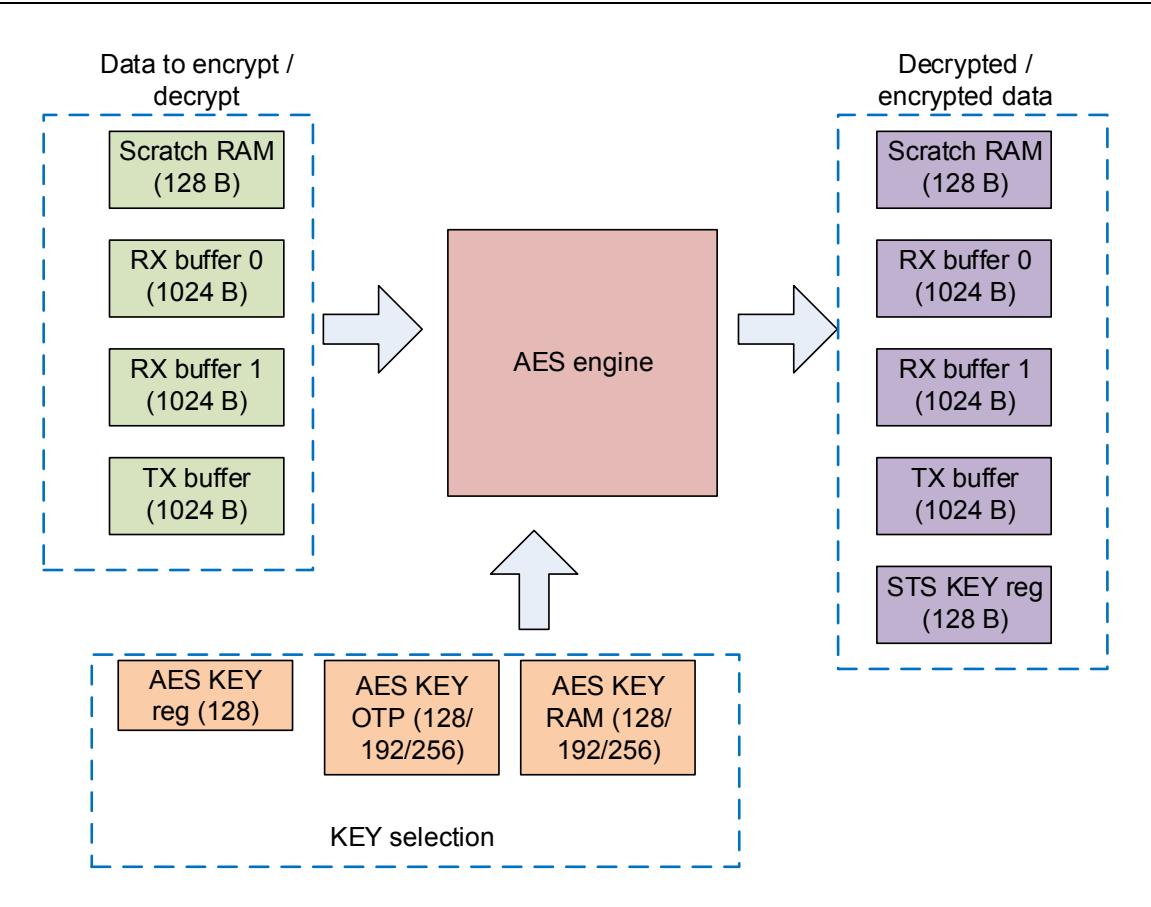 Data to encrypt /
decrypt
Scratch RAM
(128 B)
RX buffer 0
(1024 B)
RX buffer 1
(1024 B)
TX buffer
(1024 B)
AES engine
Decrypted /
encrypted data
Scratch RAM
(128 B)
RX buffer 0
(1024 B)
RX buffer 1
(1024 B)
TX buffer
(1024 B)
STS KEY reg
(128 B)
AES KEY
reg (128)
AES KEY
OTP (128/
192/256)
AES KEY
RAM (128/
192/256)
KEY selection